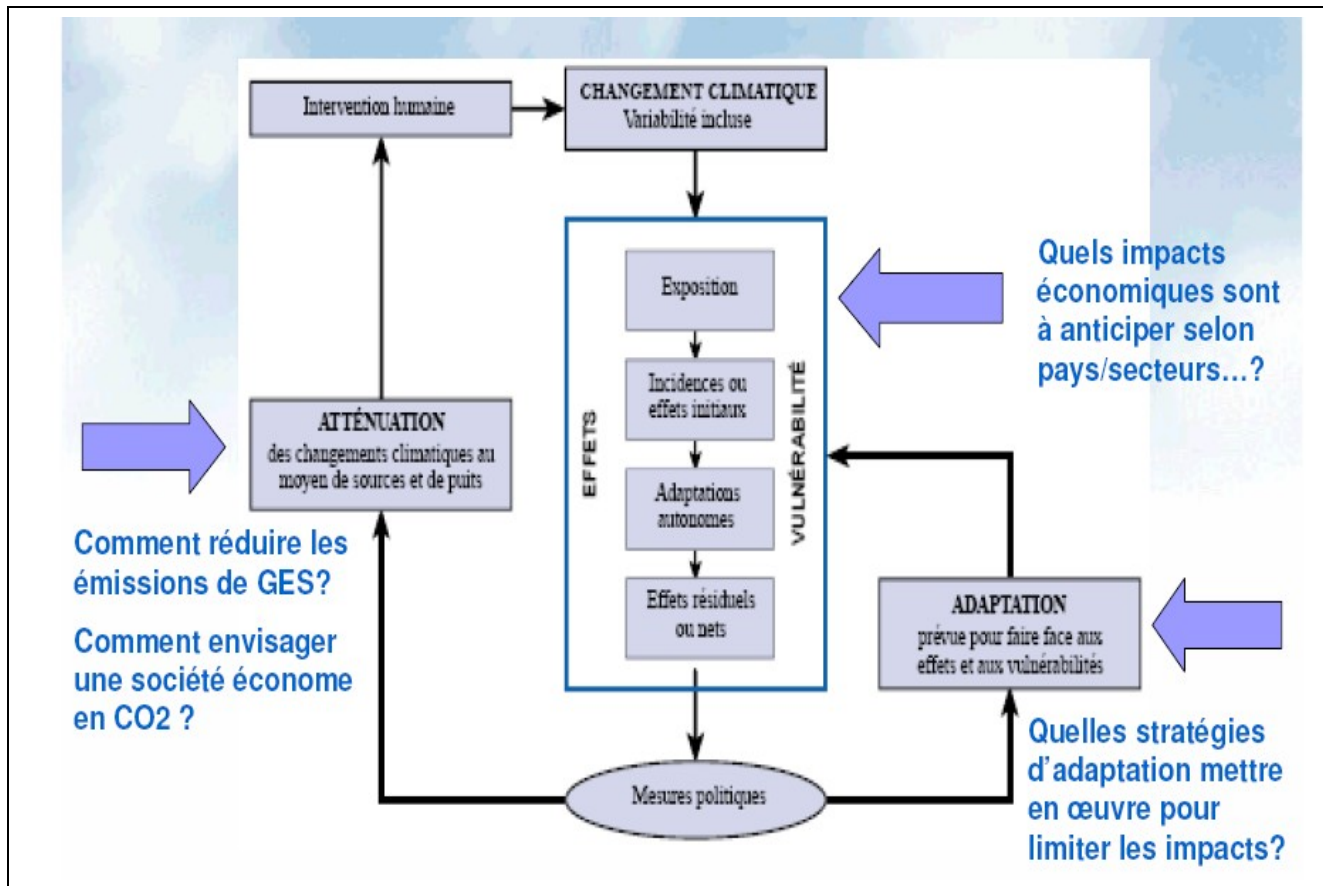 Intervention humaine
CHANGEMENT CLIMATIQUE
Variabilité incluse
Exposition
Incidences ou
effets initiaux
Adaptations
autonomes
Effets résiduels
ou nets
EFFETS
VULNÉRABILITÉ
Quels impacts
économiques sont
à anticiper selon
pays/secteurs…?
ATTÉNUATION
des changements climatiques au
moyen de sources et de puits
Comment réduire les
émissions de GES?
Comment envisager
une société économe
en CO2 ?
ADAPTATION
prévue pour faire face aux
effets et aux vulnérabilités
Quelles stratégies
d'adaptation mettre
en œuvre pour
limiter les impacts?
Mesures politiques